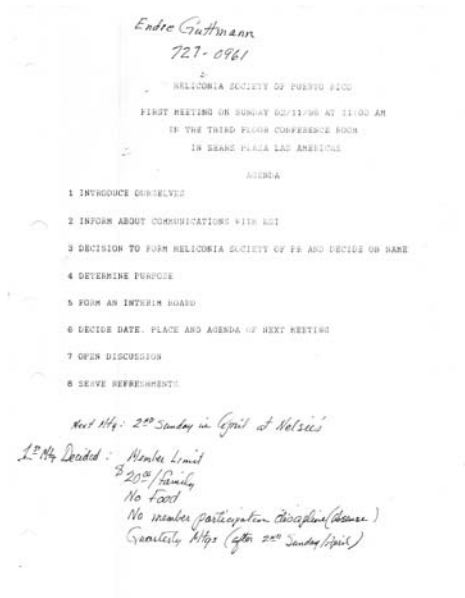 Endre Guttmann
727-0961
HELICONIA SOCIETY OF PUERTO RICO
FIRST MEETING ON SUNDAY 02/11/96 AT 11:00 AM
IN THE THIRD FLOOR CONFERENCE ROOM
IN SEARS PLAZA LAS AMERICAS
AGENDA
1 INTRODUCE OURSELVES
2 INFORM ABOUT COMMUNICATIONS WITH HSI
3 DECISION TO FORM HELICONIA SOCIETY OF PR AND DECIDE ON NAME
4 DETERMINE PURPOSE
5 FORM AN INTERIM BOARD
6 DECIDE DATE, PLACE AND AGENDA OF NEXT MEETING
7 OPEN DISCUSSION
8 SERVE REFRESHMENTS
Next Mtg: 2nd Sunday in April at Nelsie's
1st Mtg Decided: Member Limit
$20.00/family
No Food
No member participation discipline (absence)
Quarterly Mtgs (after 2nd Sunday/April)